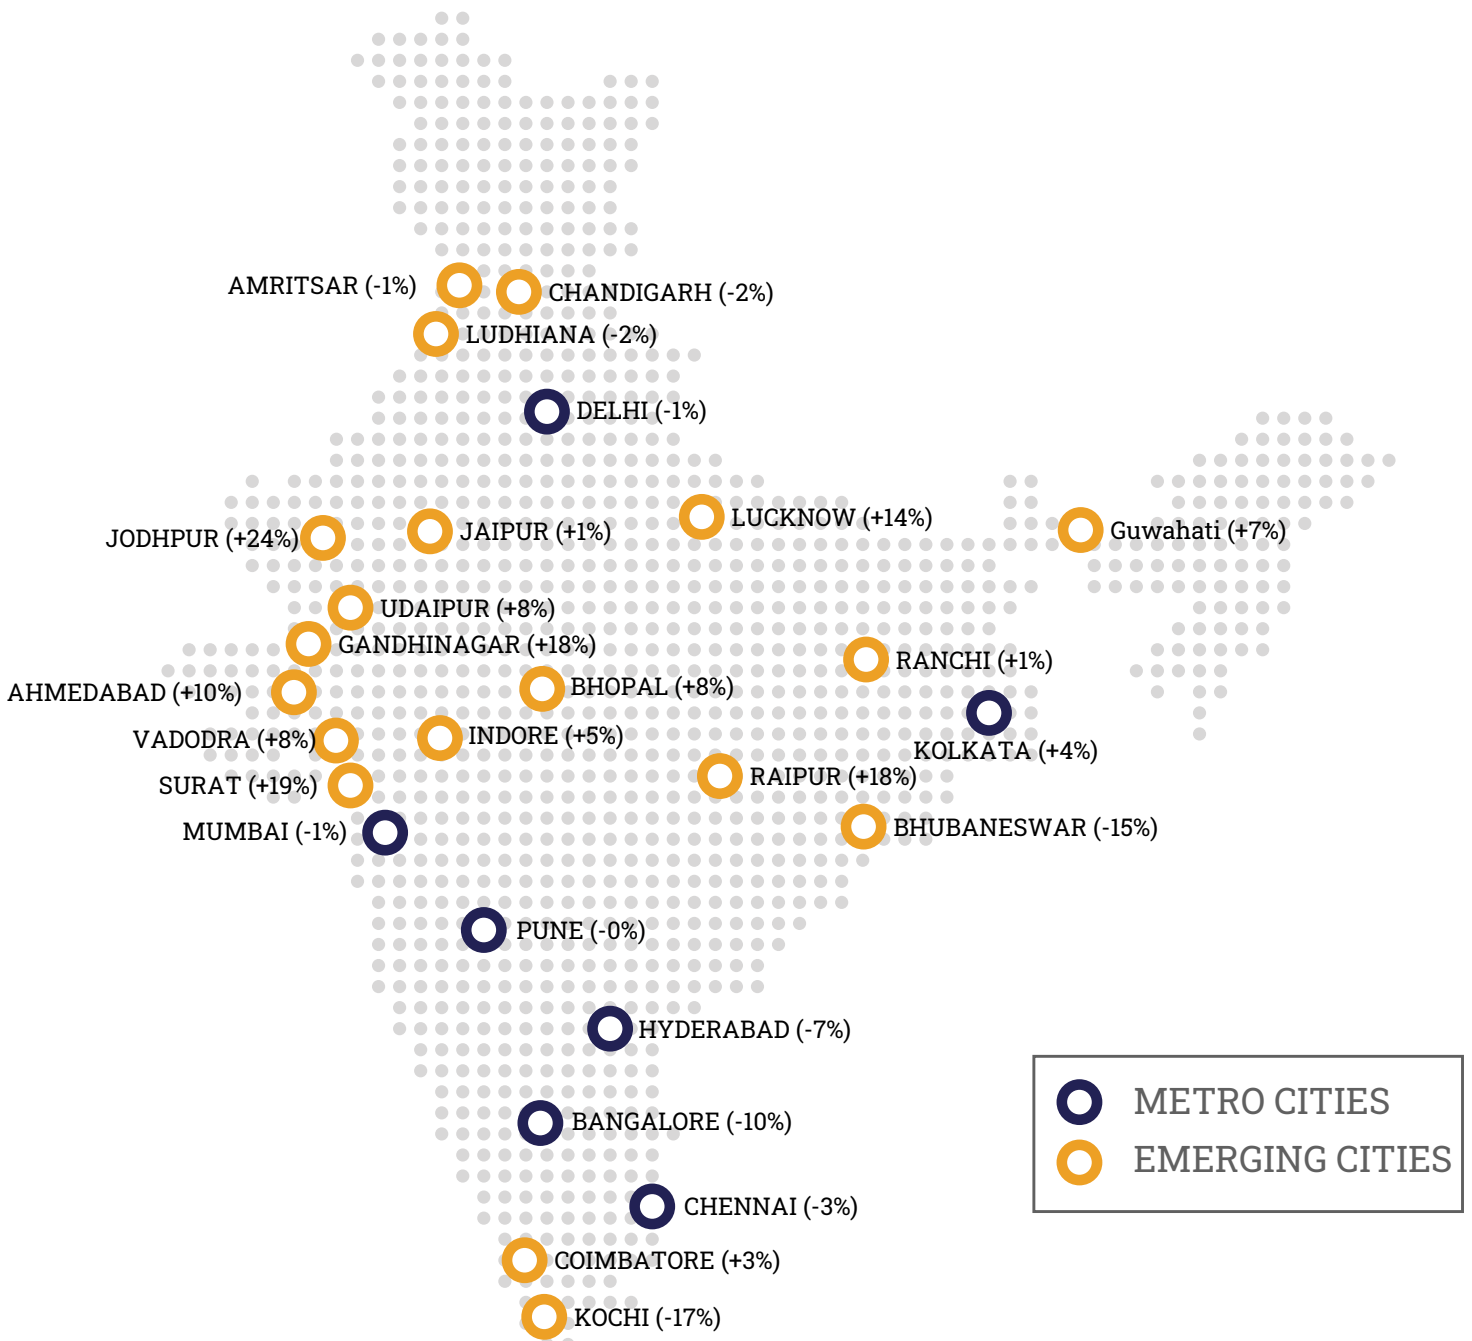 AMRITSAR (-1%)
CHANDIGARH (-2%)
LUDHIANA (-2%)
DELHI (-1%)
LUCKNOW (+14%)
JODHPUR (+24%)
JAIPUR (+1%)
Guwahati (+7%)
UDAIPUR (+8%)
GANDHINAGAR (+18%)
RANCHI (+1%)
AHMEDABAD (+10%)
BHOPAL (+8%)
VADODRA (+8%)
INDORE (+5%)
KOLKATA (+4%)
SURAT (+19%)
RAIPUR (+18%)
MUMBAI (-1%)
BHUBANESWAR (-15%)
PUNE (-0%)
HYDERABAD (-7%)
BANGALORE (-10%)
CHENNAI (-3%)
COIMBATORE (+3%)
KOCHI (-17%)
METRO CITIES
EMERGING CITIES